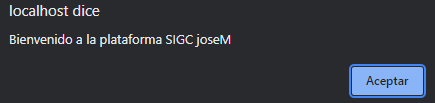 localhost dice
Bienvenido a la plataforma SIGC joseM
Aceptar